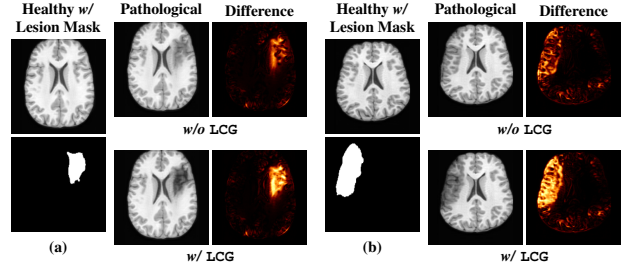 Healthy w/ Lesion Mask
Pathological
Difference
w/o LCG
w/ LCG
(a)
Healthy w/ Lesion Mask
Pathological
Difference
w/o LCG
w/ LCG
(b)